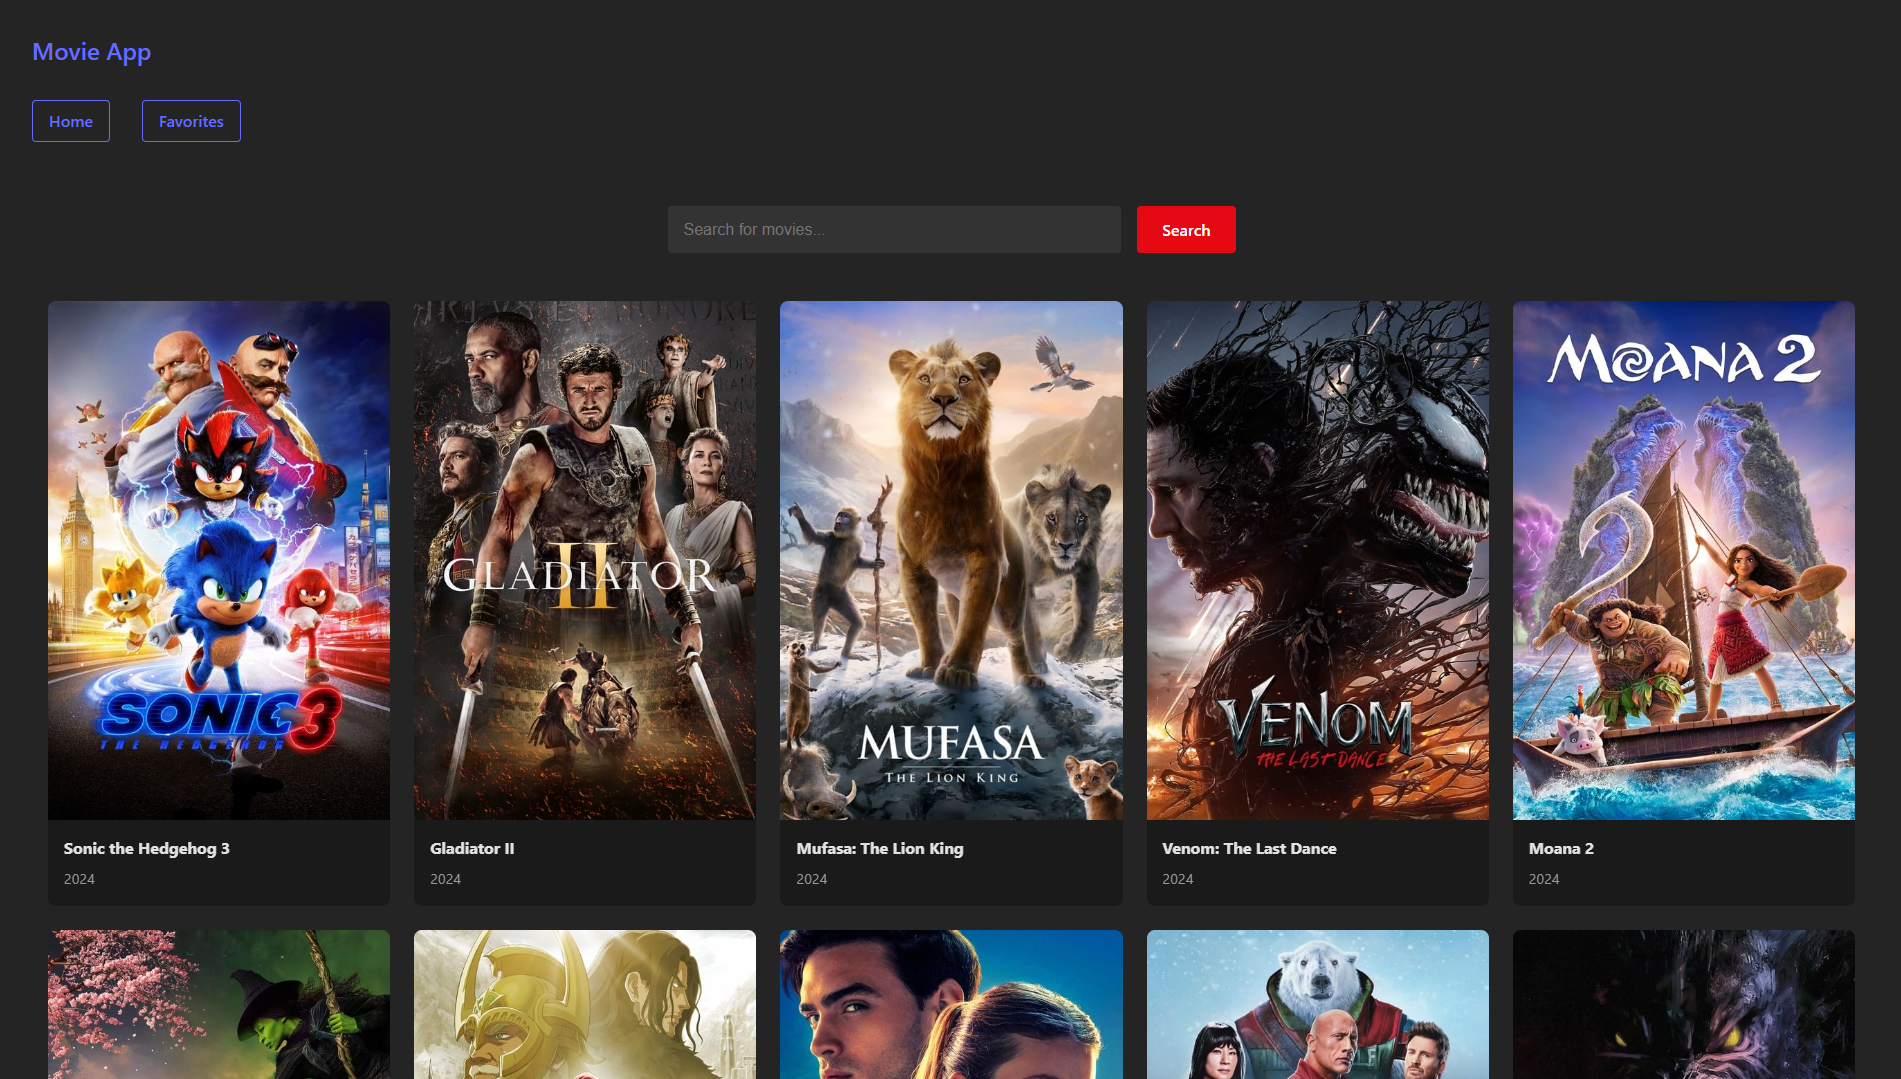 Movie App
Home
Favorites
Search for movies...
Search
SONIC 3
THE HEDGEHOG
GLADIATOR
II
MUFASA
THE LION KING
VENOM
THE LAST DANCE
MOANA 2
Sonic the Hedgehog 3
2024
Gladiator II
2024
Mufasa: The Lion King
2024
Venom: The Last Dance
2024
Moana 2
2024